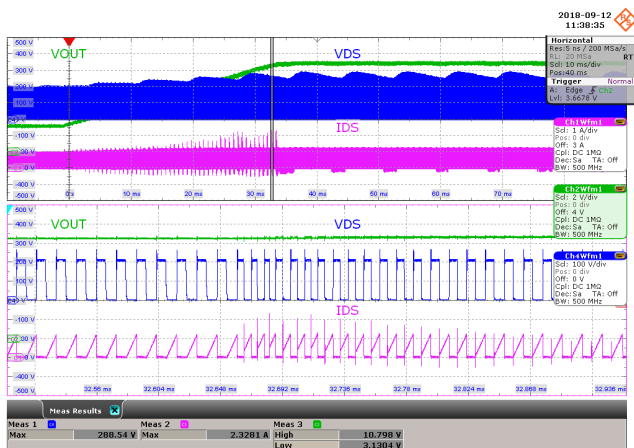 2018-09-12
11:38:35
Horizontal
Res:5 ns / 200 MSa/s
RL: 20 MSa RT
Scl: 10 ms/div
Pos:40 ms
Trigger Normal
A: Edge Ch2
Lvl: 3.6678 V
500 V
400 V
VOUT
VDS
300 V
200 V
100 V
-100 V
IDS
-400 V
-500 V
0 s
10 ms
20 ms
30 ms
40 ms
50 ms
60 ms
70 ms
Ch1Wfm1
Scl: 1 A/div
Pos: 0 div
Off: 3 A
Cpl: DC 1MΩ
Dec:Sa TA: Off
BW: 500 MHz
Ch2Wfm1
Scl: 2 V/div
Pos: 0 div
Off: 4 V
Cpl: DC 1MΩ
Dec:Sa TA: Off
BW: 500 MHz
Ch4Wfm1
Scl: 100 V/div
Pos: 0 div
Off: 0 V
Cpl: DC 1MΩ
Dec:Sa TA: Off
BW: 500 MHz
500 V
400 V
VOUT
VDS
300 V
200 V
100 V
-100 V
IDS
-400 V
-500 V
32.56 ms
32.604 ms
32.648 ms
32.692 ms
32.736 ms
32.78 ms
32.824 ms
32.868 ms
32.936 ms
Meas Results
Meas 1 Meas 2 Meas 3
Max 288.54 V Max 2.3281 A High 10.798 V
Low 3.1304 V